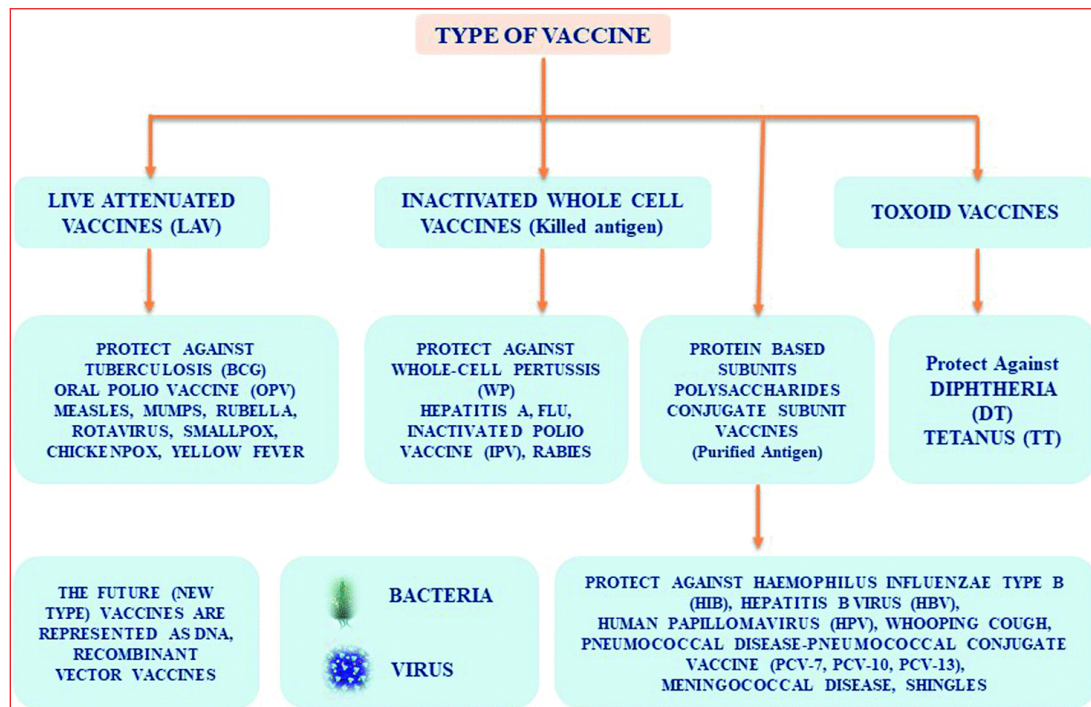 TYPE OF VACCINE
LIVE ATTENUATED
VACCINES (LAV)
INACTIVATED WHOLE CELL
VACCINES (Killed antigen)
TOXOID VACCINES
PROTECT AGAINST
TUBERCULOSIS (BCG)
ORAL POLIO VACCINE (OPV)
MEASLES, MUMPS, RUBELLA,
ROTAVIRUS, SMALLPOX,
CHICKENPOX, YELLOW FEVER
PROTECT AGAINST
WHOLE-CELL PERTUSSIS
(WP)
HEPATITIS A, FLU,
INACTIVATED POLIO
VACCINE (IPV), RABIES
PROTEIN BASED
SUBUNITS
POLYSACCHARIDES
CONJUGATE SUBUNIT
VACCINES
(Purified Antigen)
Protect Against
DIPHTHERIA
(DT)
TETANUS (TT)
THE FUTURE (NEW
TYPE) VACCINES ARE
REPRESENTED AS DNA,
RECOMBINANT
VECTOR VACCINES
BACTERIA
VIRUS
PROTECT AGAINST HAEMOPHILUS INFLUENZAE TYPE B
(HIB), HEPATITIS B VIRUS (HBV),
HUMAN PAPILLOMAVIRUS (HPV), WHOOPING COUGH,
PNEUMOCOCCAL DISEASE-PNEUMOCOCCAL CONJUGATE
VACCINE (PCV-7, PCV-10, PCV-13),
MENINGOCOCCAL DISEASE, SHINGLES